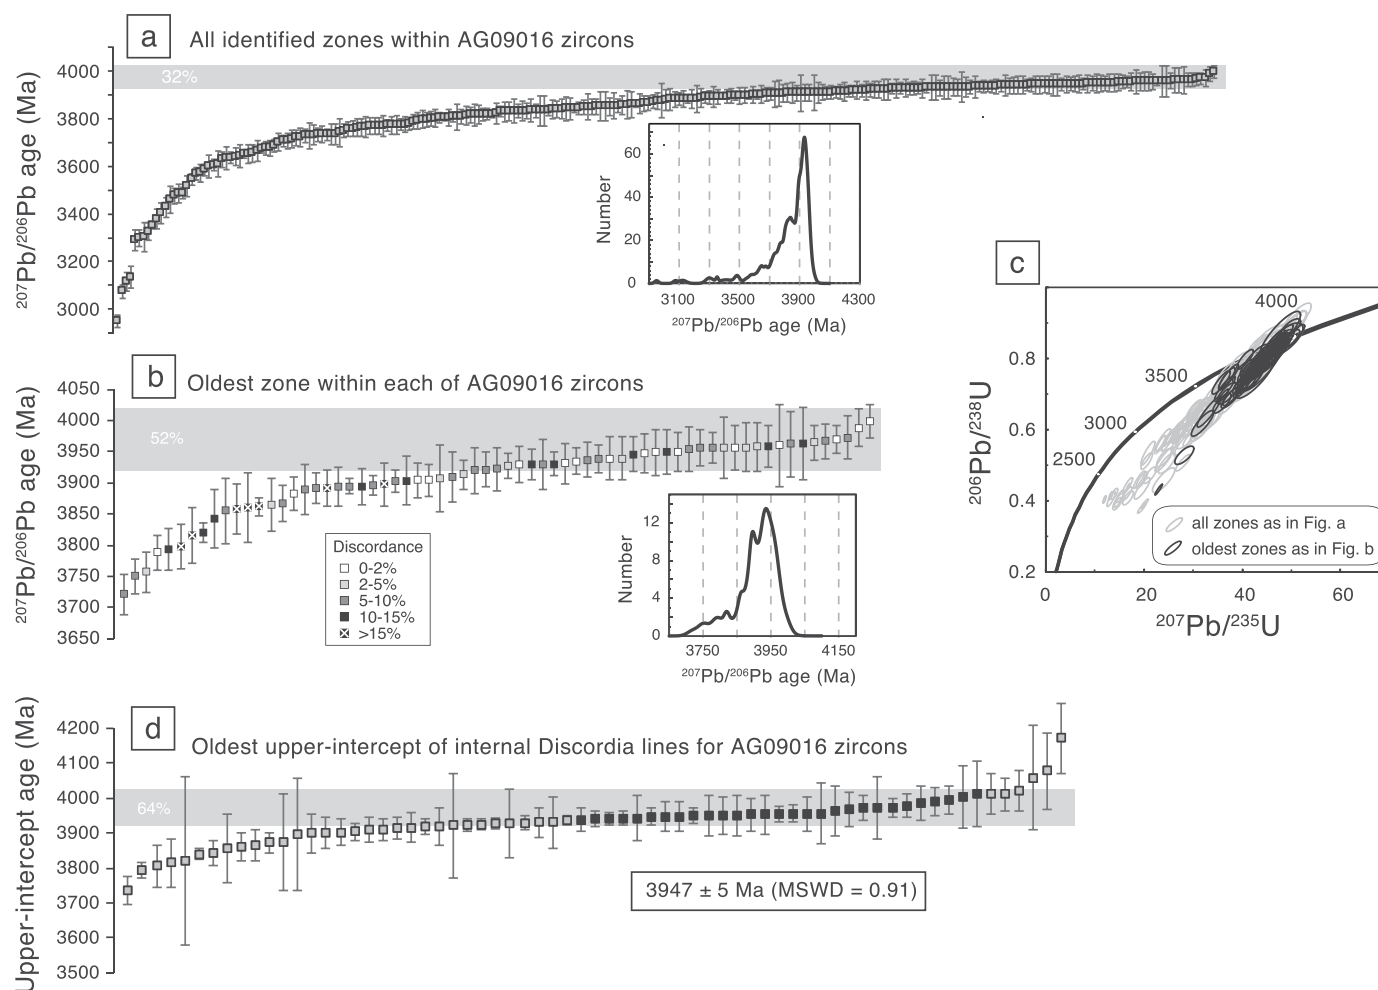 a
All identified zones within AG09016 zircons
207Pb/206Pb age (Ma)
4000
3800
3600
3400
3200
3000
32%
Number
60
40
20
0
3100
3500
3900
4300
207Pb/206Pb age (Ma)
b
Oldest zone within each of AG09016 zircons
207Pb/206Pb age (Ma)
4050
4000
3950
3900
3850
3800
3750
3700
3650
52%
Discordance
0-2%
2-5%
5-10%
10-15%
>15%
Number
12
8
4
0
3750
3950
4150
207Pb/206Pb age (Ma)
c
206Pb/238U
0.8
0.6
0.4
0.2
4000
3500
3000
2500
all zones as in Fig. a
oldest zones as in Fig. b
0
20
40
60
207Pb/235U
d
Oldest upper-intercept of internal Discordia lines for AG09016 zircons
Upper-intercept age (Ma)
4200
4100
4000
3900
3800
3700
3600
3500
64%
3947 ± 5 Ma (MSWD = 0.91)